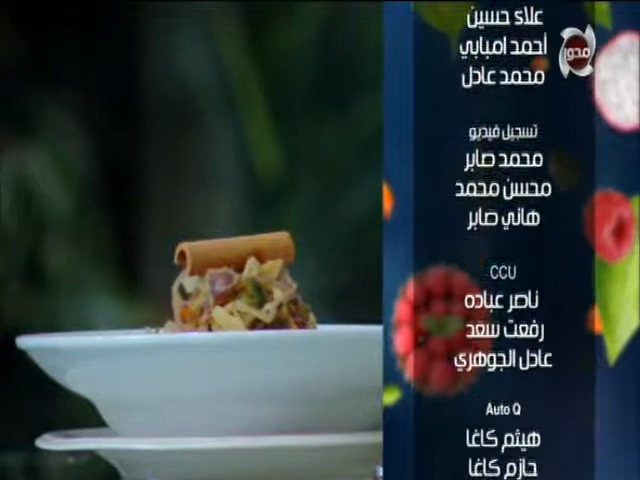 علاء حسين
أحمد امبابي
محمد عادل
محور
تسجيل فيديو
محمد صابر
محسن محمد
هاني صابر
CCU
ناصر عباده
رفعت سعد
عادل الجوهري
Auto Q
هيثم كاغا
حازم كاغا